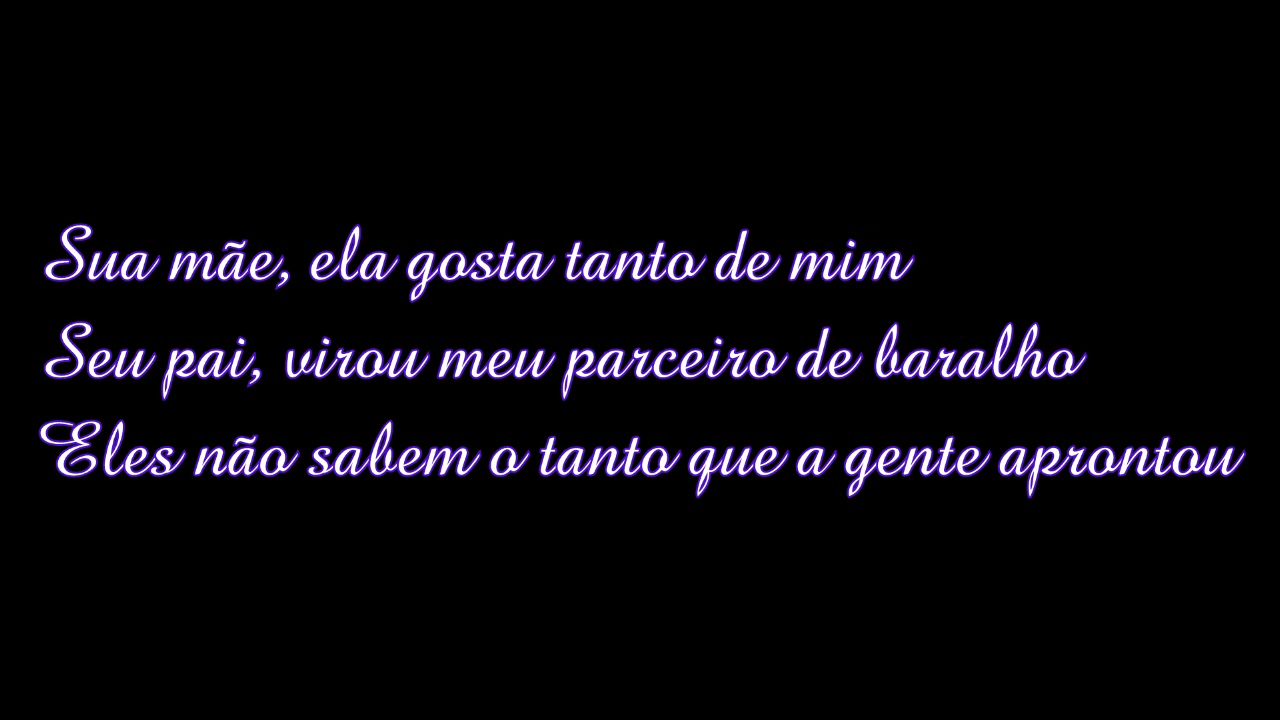 Sua mãe, ela gosta tanto de mim
Seu pai, virou meu parceiro de baralho
Eles não sabem o tanto que a gente aprontou